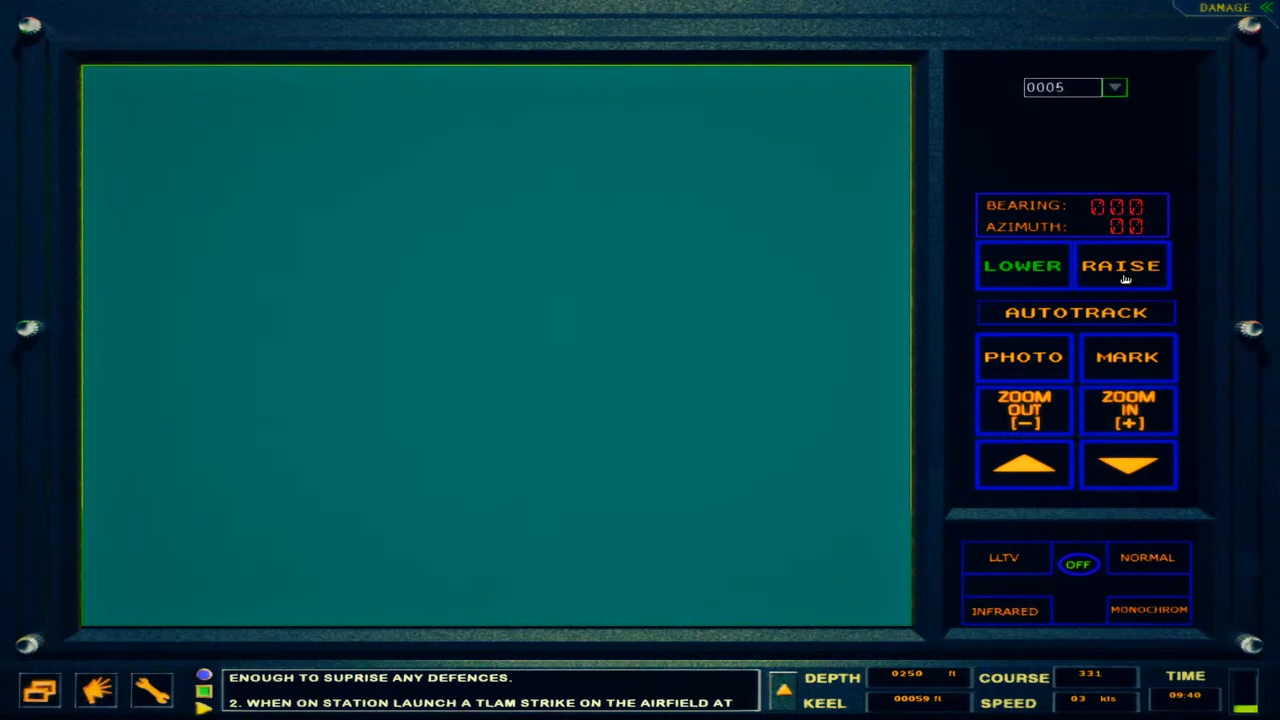 DAMAGE
0005
BEARING: 000
AZIMUTH: 00
LOWER RAISE
AUTOTRACK
PHOTO MARK
ZOOM OUT [-]
ZOOM IN [+]
LLTV OFF NORMAL
INFRARED MONOCHROM
ENOUGH TO SUPRISE ANY DEFENCES.
2. WHEN ON STATION LAUNCH A TLAM STRIKE ON THE AIRFIELD AT
DEPTH 0250 ft COURSE 331 TIME
KEEL 00059 ft SPEED 03 kts 09:40